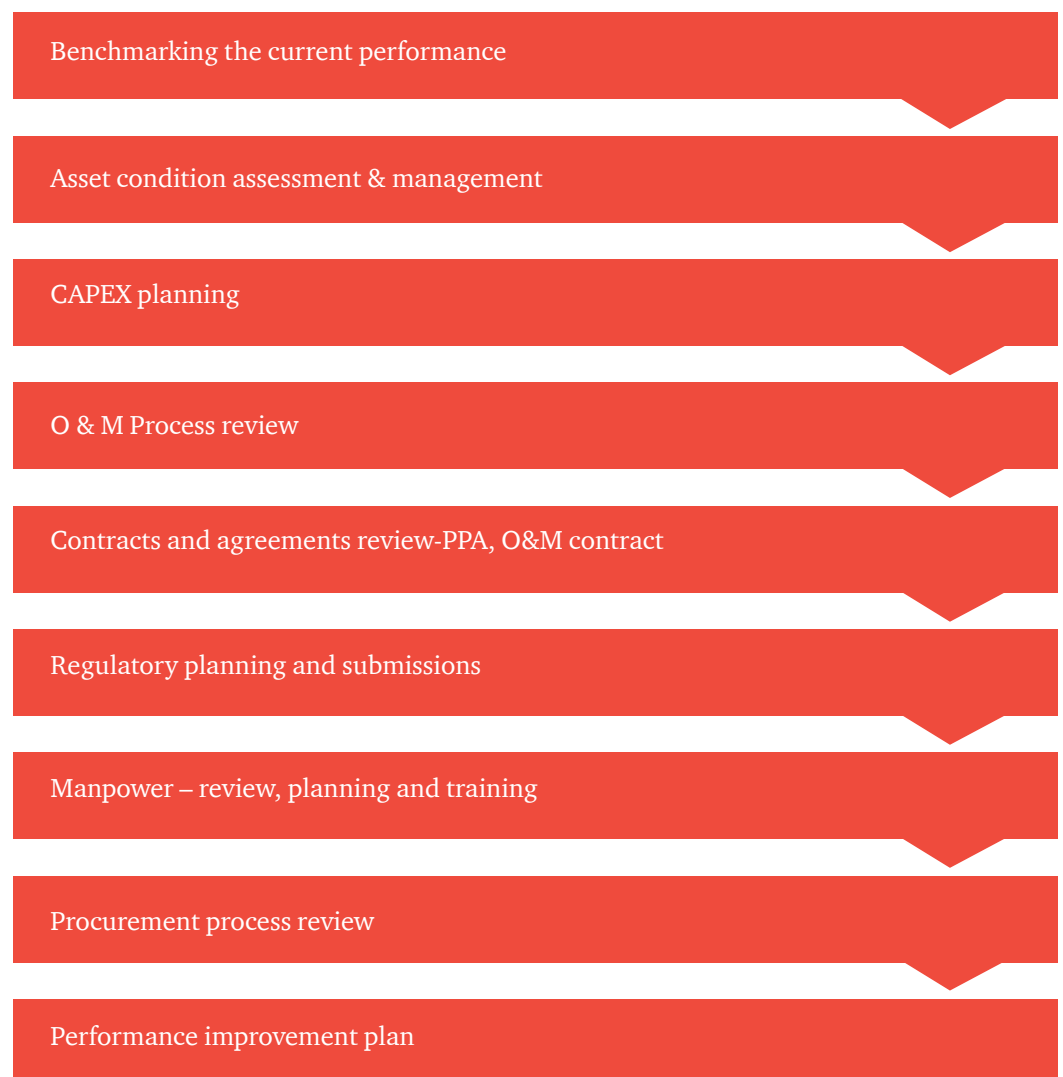 Benchmarking the current performance
Asset condition assessment & management
CAPEX planning
O & M Process review
Contracts and agreements review-PPA, O&M contract
Regulatory planning and submissions
Manpower – review, planning and training
Procurement process review
Performance improvement plan